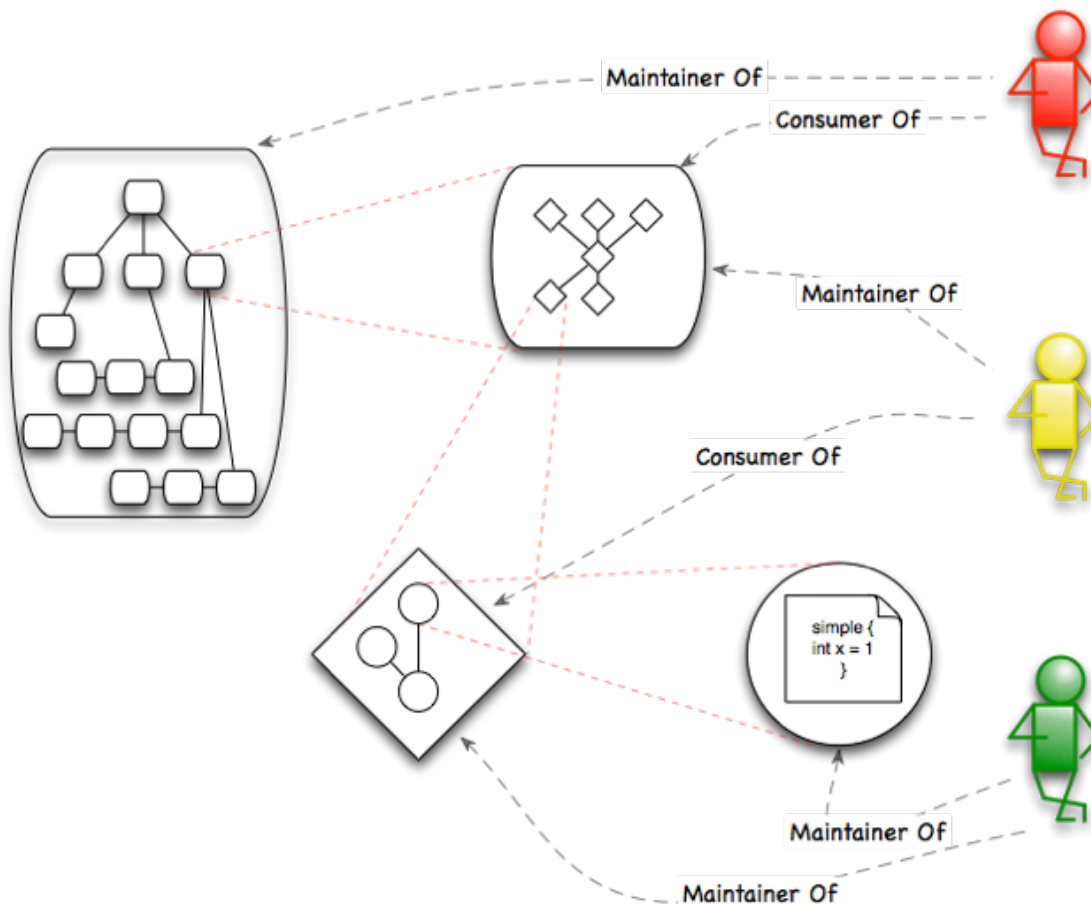 Maintainer Of
Consumer Of
Maintainer Of
Consumer Of
simple {
int x = 1
}
Maintainer Of
Maintainer Of